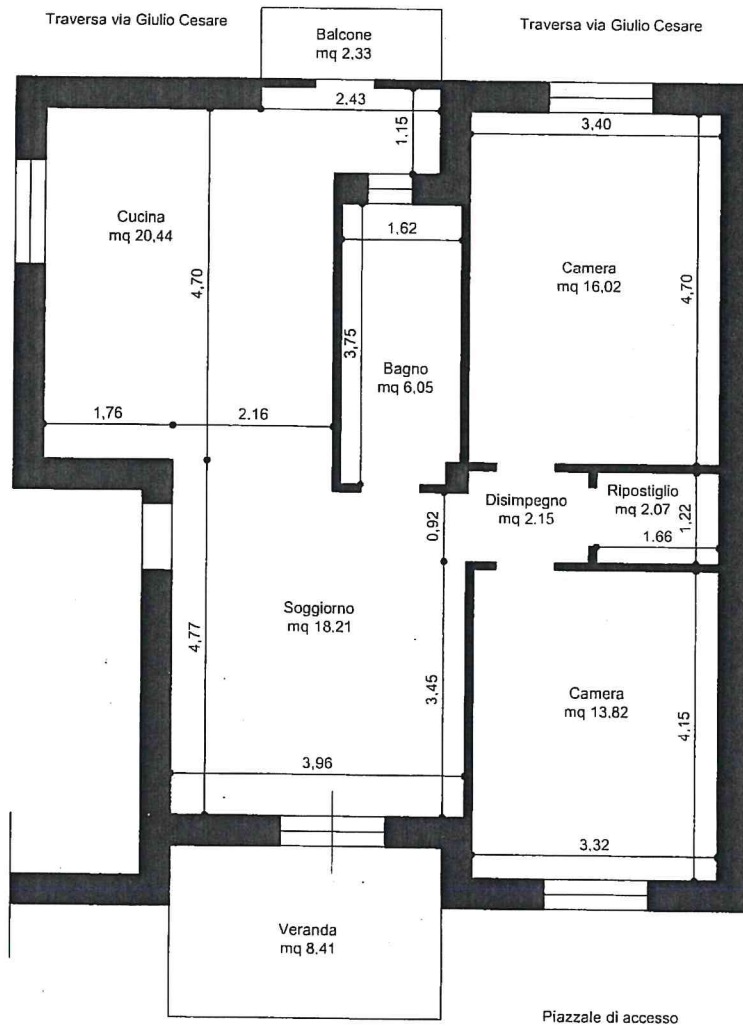 Traversa via Giulio Cesare
Traversa via Giulio Cesare
Balcone
mq 2,33
2.43
1.15
3,40
Cucina
mq 20,44
4,70
1,62
Camera
mq 16,02
4,70
3,75
Bagno
mq 6,05
1,76
2.16
Disimpegno
mq 2.15
Ripostiglio
mq 2.07
1.22
1.66
0,92
Soggiorno
mq 18.21
4,77
3,45
Camera
mq 13.82
4.15
3,96
3,32
Veranda
mq 8.41
Piazzale di accesso